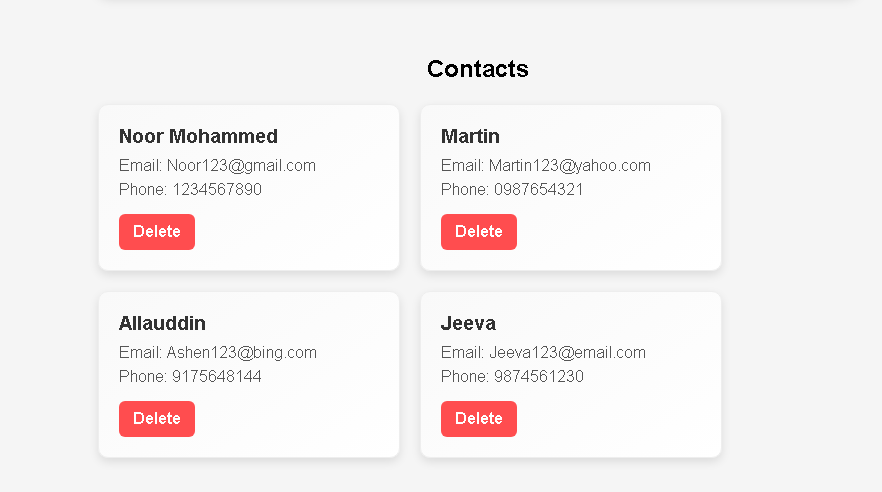 Contacts
Noor Mohammed
Email: Noor123@gmail.com
Phone: 1234567890
Delete
Martin
Email: Martin123@yahoo.com
Phone: 0987654321
Delete
Allauddin
Email: Ashen123@bing.com
Phone: 9175648144
Delete
Jeeva
Email: Jeeva123@email.com
Phone: 9874561230
Delete